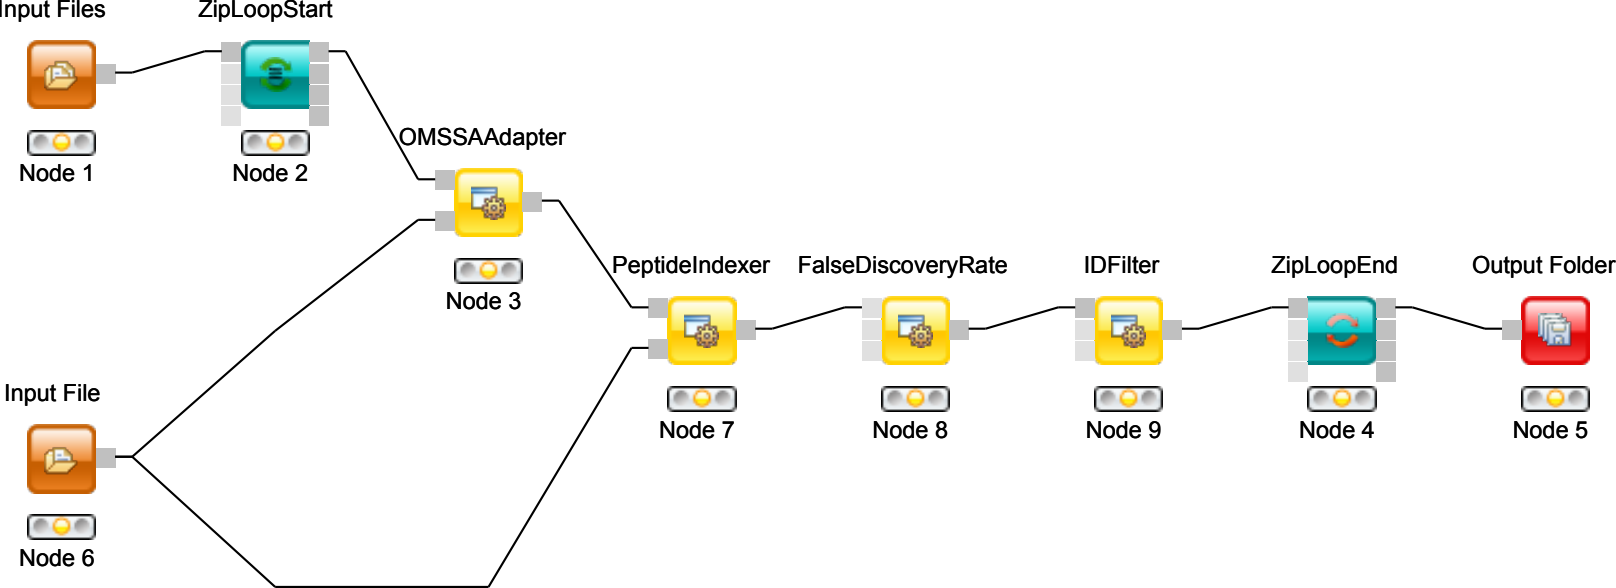 Input Files
ZipLoopStart
Node 1
Node 2
OMSSAAdapter
Node 3
PeptideIndexer
FalseDiscoveryRate
IDFilter
ZipLoopEnd
Output Folder
Node 7
Node 8
Node 9
Node 4
Node 5
Input File
Node 6